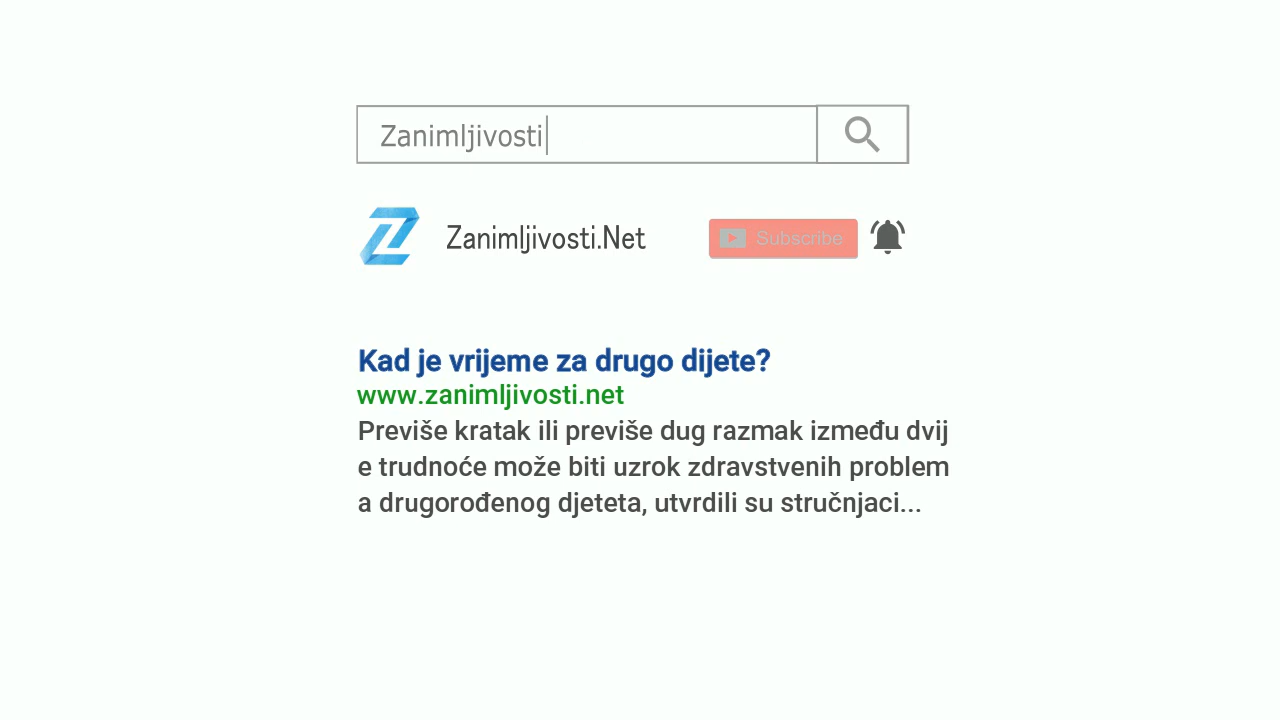 Zanimljivosti
Zanimljivosti.Net
Subscribe
Kad je vrijeme za drugo dijete?
www.zanimljivosti.net
Previše kratak ili previše dug razmak između dvij
e trudnoće može biti uzrok zdravstvenih problem
a drugorođenog djeteta, utvrdili su stručnjaci...